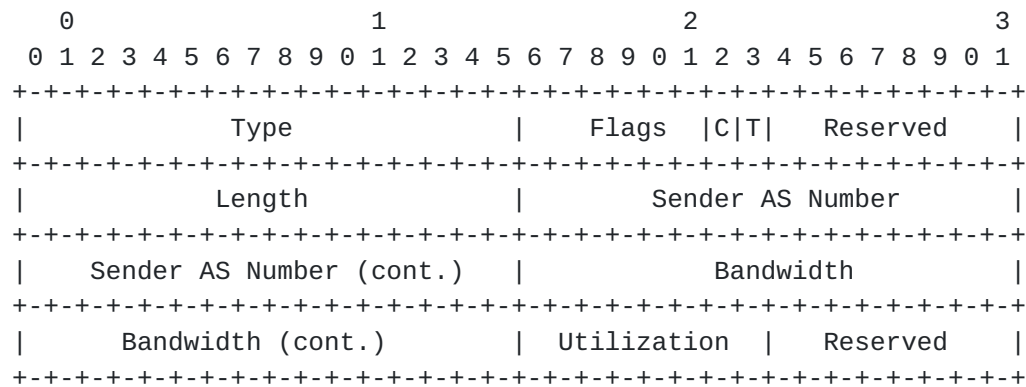 0                   1                   2                   3
 0 1 2 3 4 5 6 7 8 9 0 1 2 3 4 5 6 7 8 9 0 1 2 3 4 5 6 7 8 9 0 1
+-+-+-+-+-+-+-+-+-+-+-+-+-+-+-+-+-+-+-+-+-+-+-+-+-+-+-+-+-+-+-+-+
|             Type              |    Flags  |C|T|   Reserved    |
+-+-+-+-+-+-+-+-+-+-+-+-+-+-+-+-+-+-+-+-+-+-+-+-+-+-+-+-+-+-+-+-+
|            Length             |        Sender AS Number       |
+-+-+-+-+-+-+-+-+-+-+-+-+-+-+-+-+-+-+-+-+-+-+-+-+-+-+-+-+-+-+-+-+
|    Sender AS Number (cont.)   |            Bandwidth          |
+-+-+-+-+-+-+-+-+-+-+-+-+-+-+-+-+-+-+-+-+-+-+-+-+-+-+-+-+-+-+-+-+
|      Bandwidth (cont.)        |  Utilization  |   Reserved    |
+-+-+-+-+-+-+-+-+-+-+-+-+-+-+-+-+-+-+-+-+-+-+-+-+-+-+-+-+-+-+-+-+